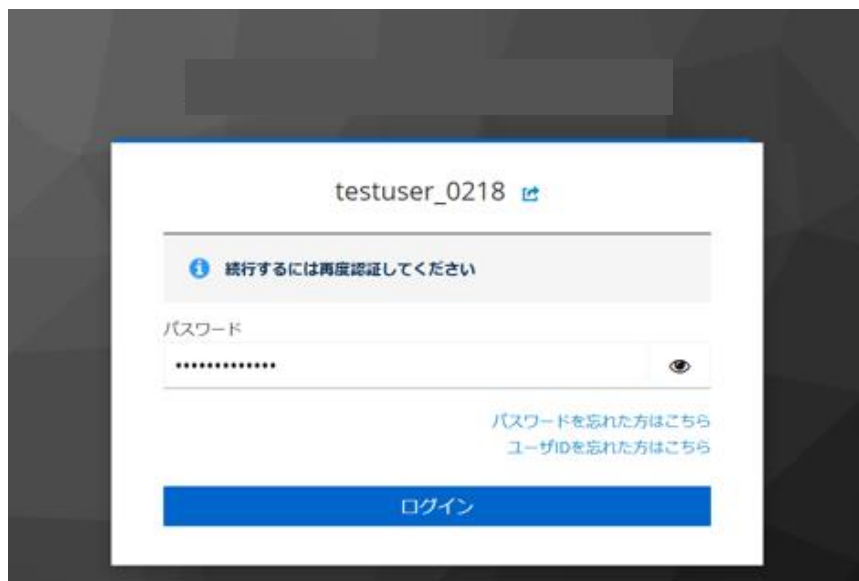 testuser_0218
続行するには再度認証してください
パスワード
•••••••••••••
パスワードを忘れた方はこちら
ユーザIDを忘れた方はこちら
ログイン